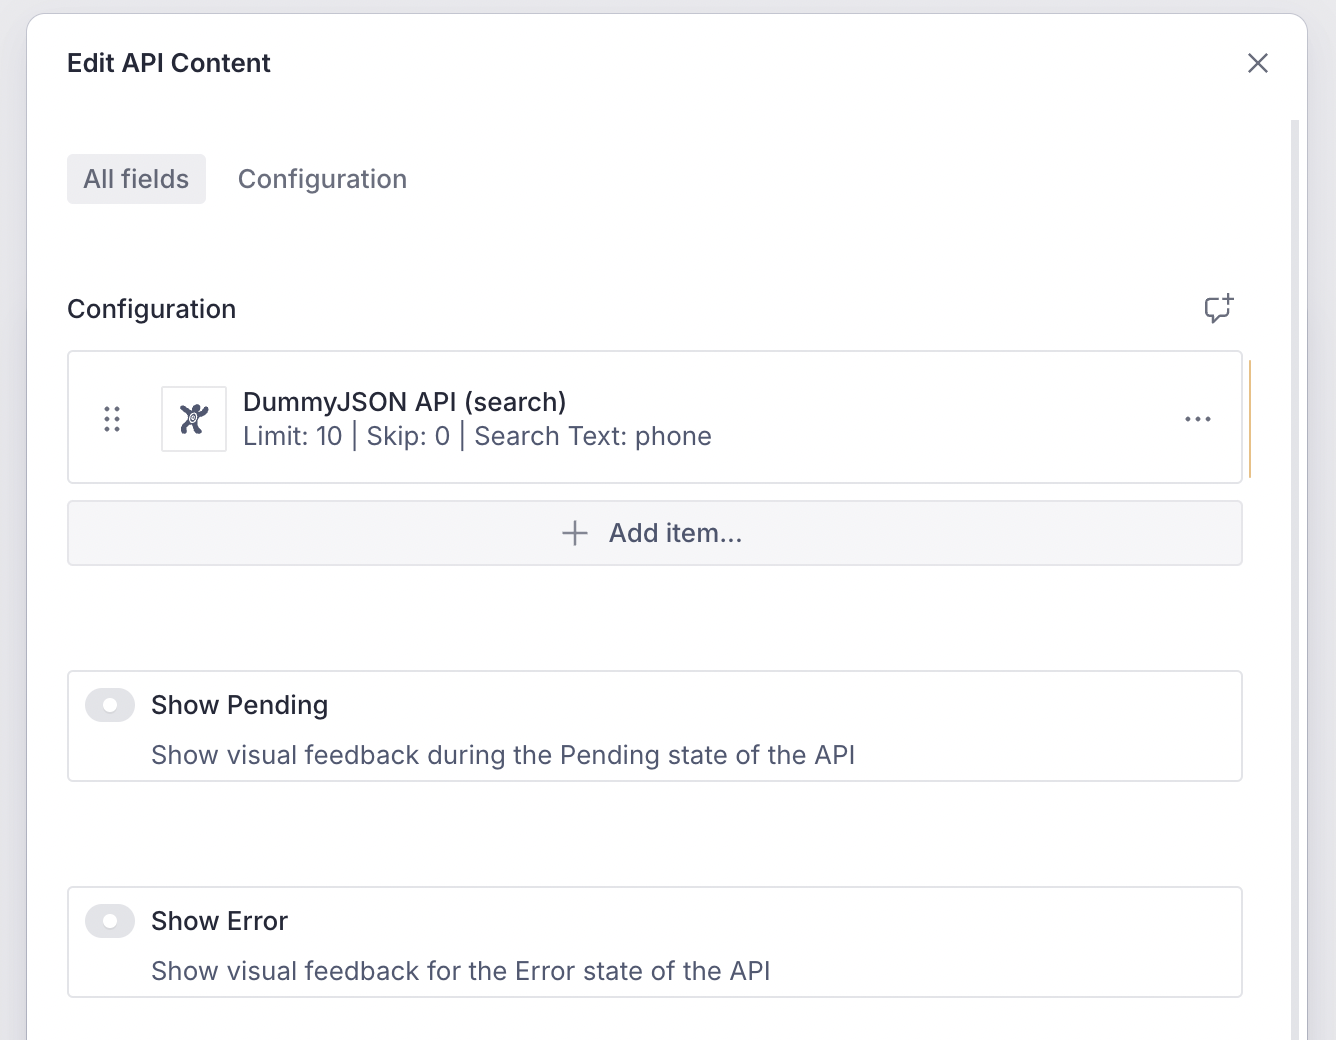 Edit API Content
All fields
Configuration
Configuration
DummyJSON API (search)
Limit: 10 | Skip: 0 | Search Text: phone
Add item...
Show Pending
Show visual feedback during the Pending state of the API
Show Error
Show visual feedback for the Error state of the API